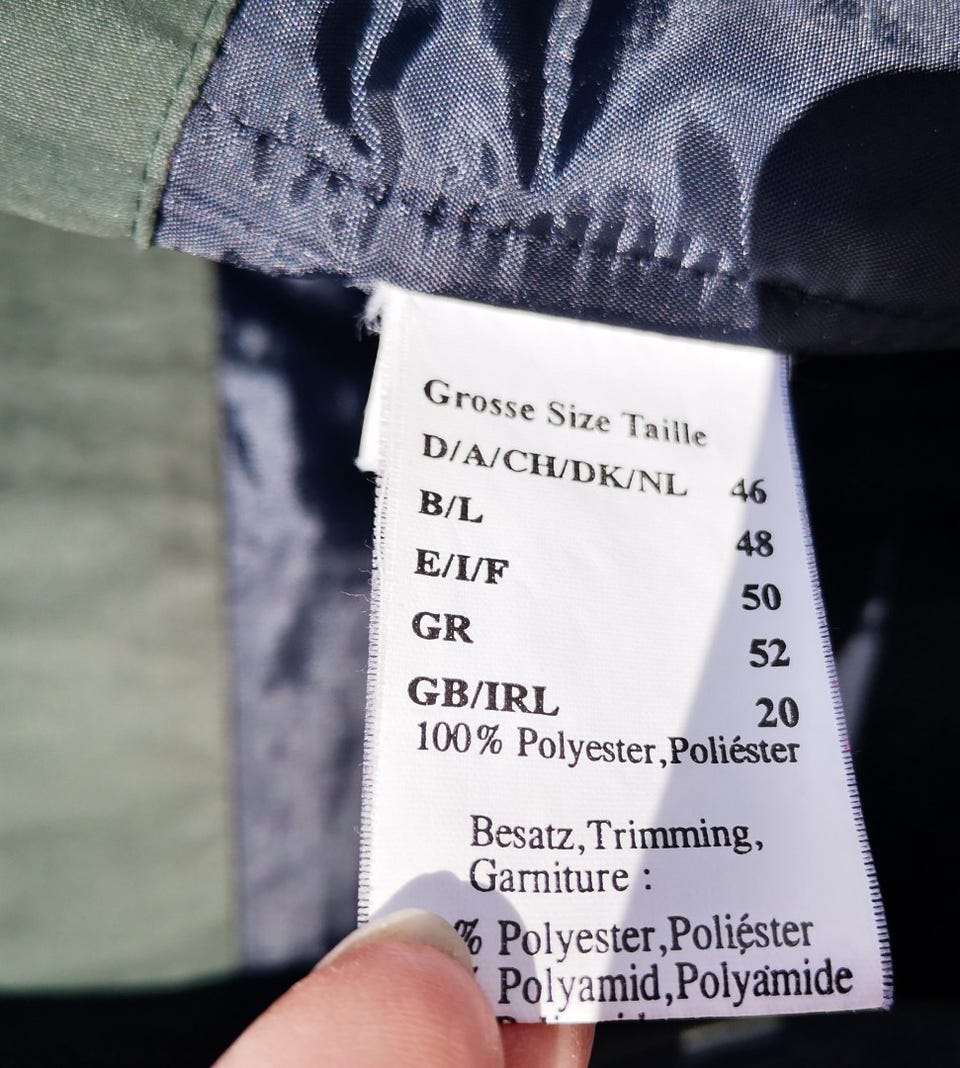 Grosse Size Taille
D/A/CH/DK/NL 46
B/L 48
E/I/F 50
GR 52
GB/IRL 20
100% Polyester,Poliéster
Besatz,Trimming,
Garniture :
% Polyester,Poliéster
Polyamid,Polyamide